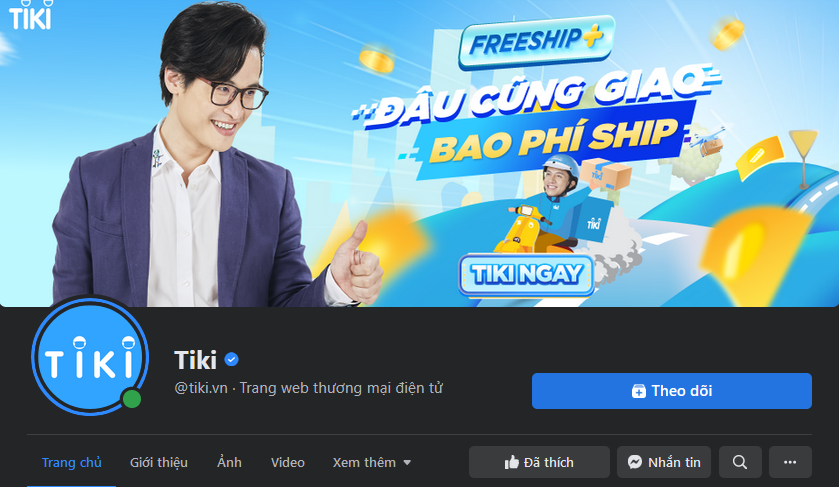 TIKI
FREESHIP+
ĐÂU CŨNG GIAO
BAO PHÍ SHIP
TIKI
TIKI NGAY
TIKI
Tiki
@tiki.vn · Trang web thương mại điện tử
Theo dõi
Trang chủ
Giới thiệu
Ảnh
Video
Xem thêm
Đã thích
Nhắn tin